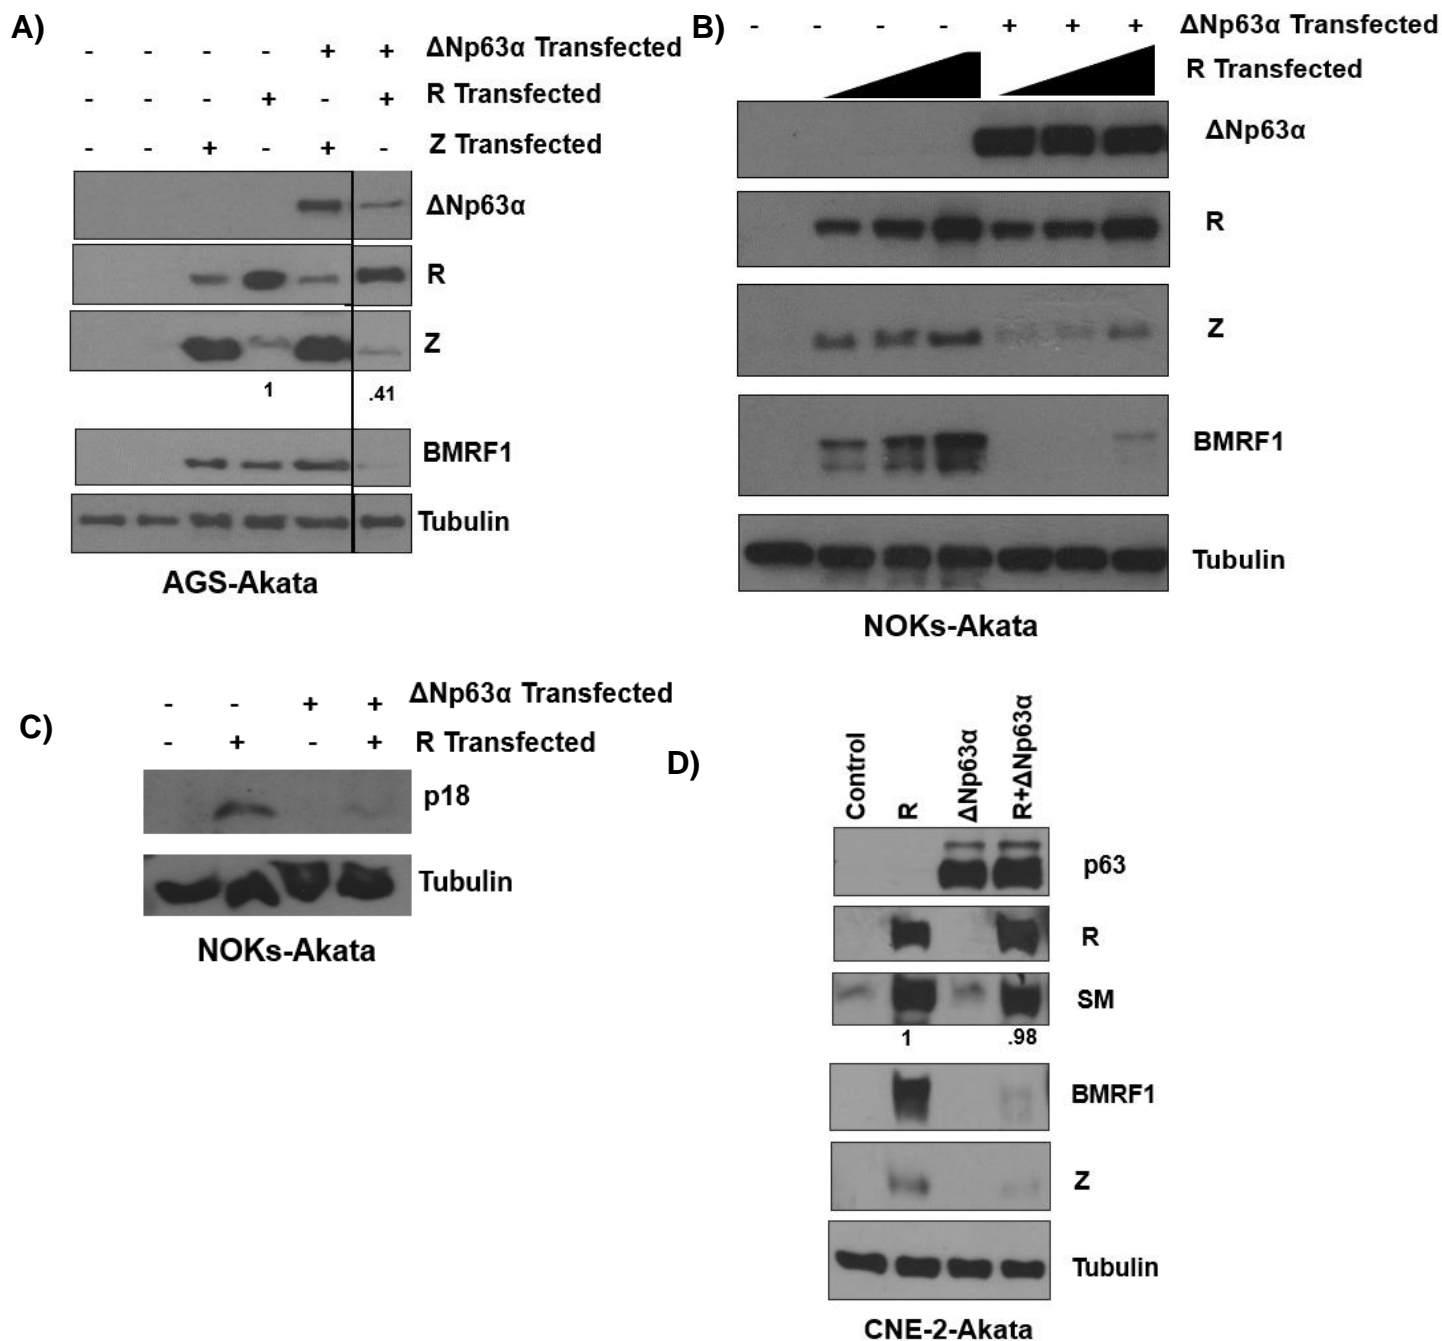 A)
- - - - + + ΔNp63α Transfected
- - - + - + R Transfected
- - + - + - Z Transfected
ΔNp63α
R
Z
1 .41
BMRF1
Tubulin
AGS-Akata
B)
- - - - + + + ΔNp63α Transfected
R Transfected
ΔNp63α
R
Z
BMRF1
Tubulin
NOKs-Akata
C)
- - + + ΔNp63α Transfected
- + - + R Transfected
p18
Tubulin
NOKs-Akata
D)
Control
R
ΔNp63α
R+ΔNp63α
p63
R
SM
1 .98
BMRF1
Z
Tubulin
CNE-2-Akata